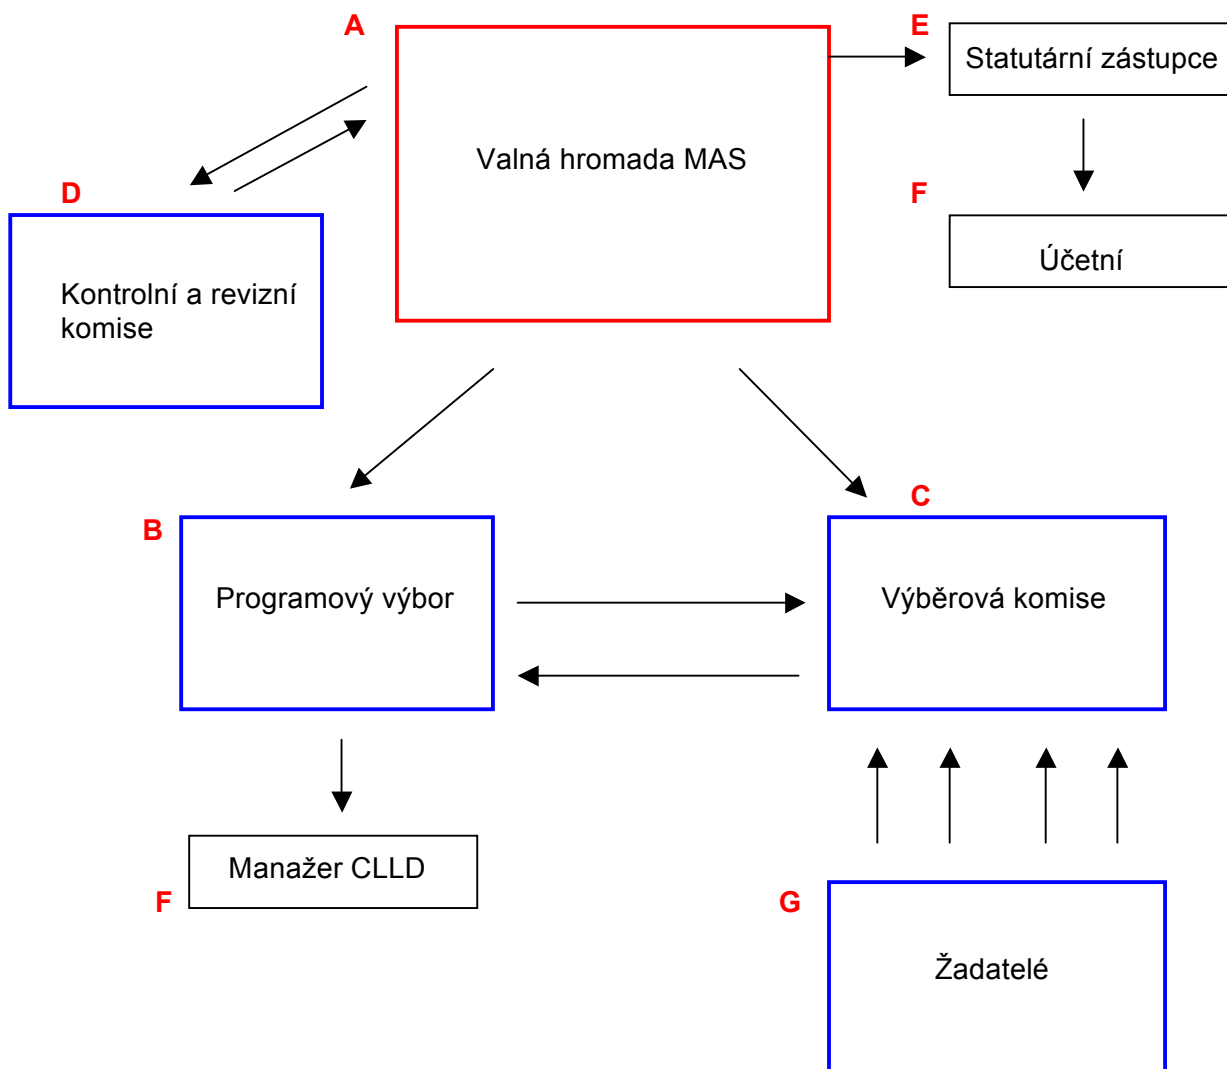 A
E
Statutární zástupce
Valná hromada MAS
D
F
Účetní
Kontrolní a revizní
komise
C
B
Programový výbor
Výběrová komise
Manažer CLLD
F
G
Žadatelé